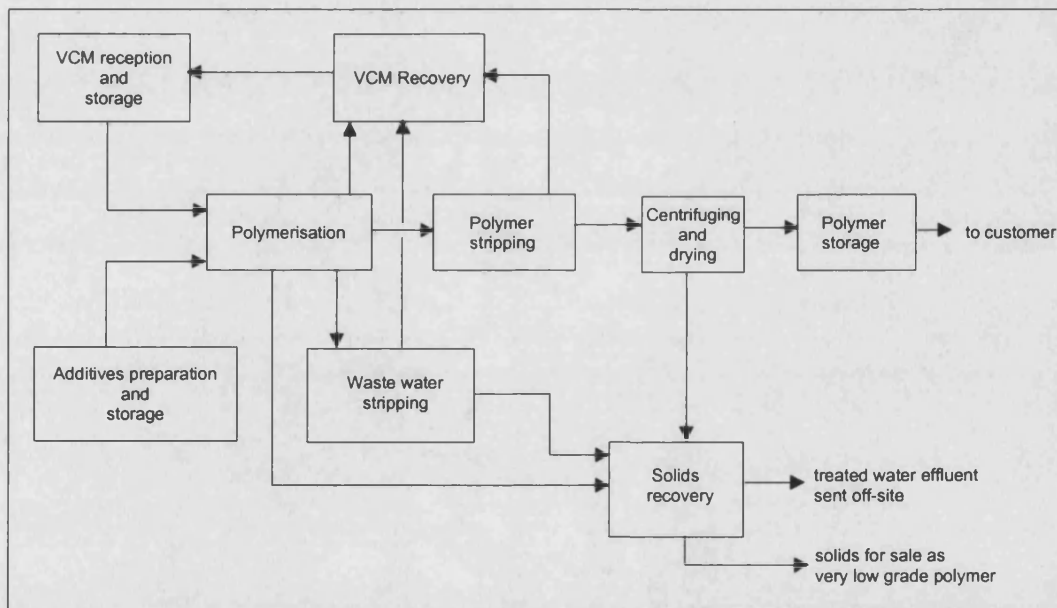 VCM reception
and
storage
VCM Recovery
Polymerisation
Polymer
stripping
Centrifuging
and
drying
Polymer
storage
to customer
Additives preparation
and
storage
Waste water
stripping
Solids
recovery
treated water effluent
sent off-site
solids for sale as
very low grade polymer